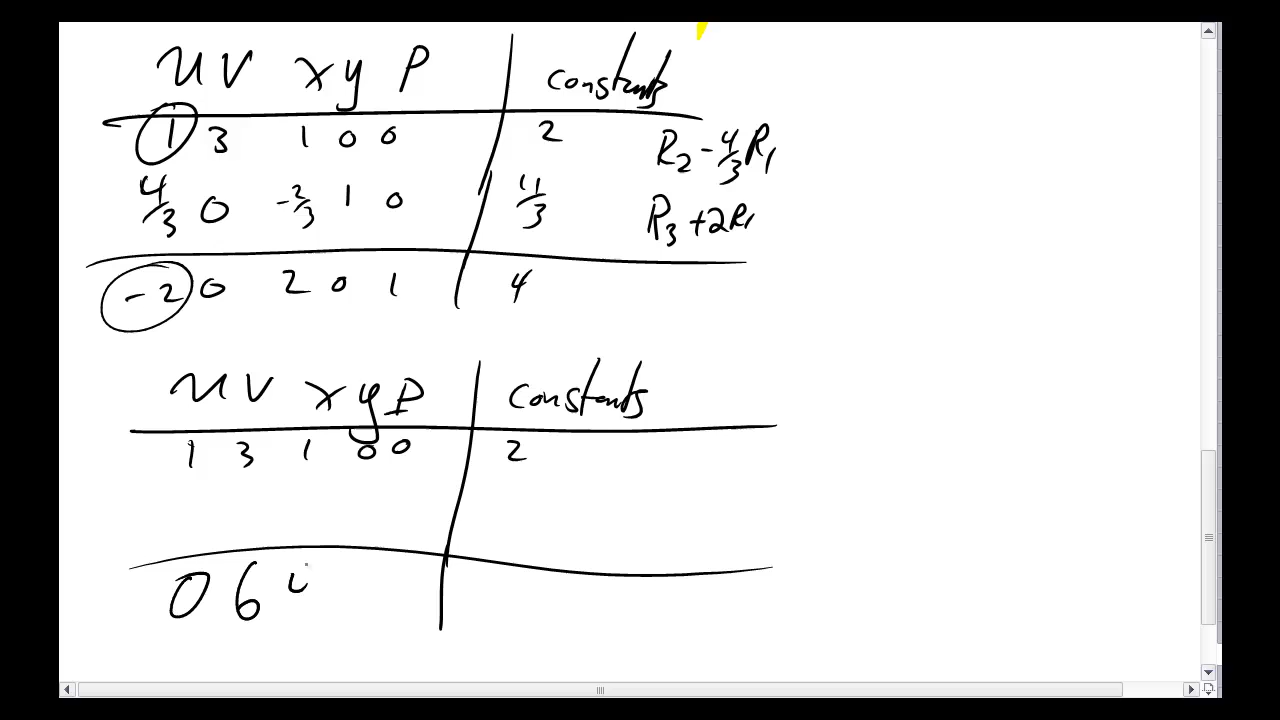 u v x y P constants
1 3 1 0 0 2 R2 - 4/3 R1
4/3 0 -2/3 1 0 4/3 R3 + 2R1
-2 0 2 0 1 4
u v x y P constants
1 3 1 0 0 2
0 6